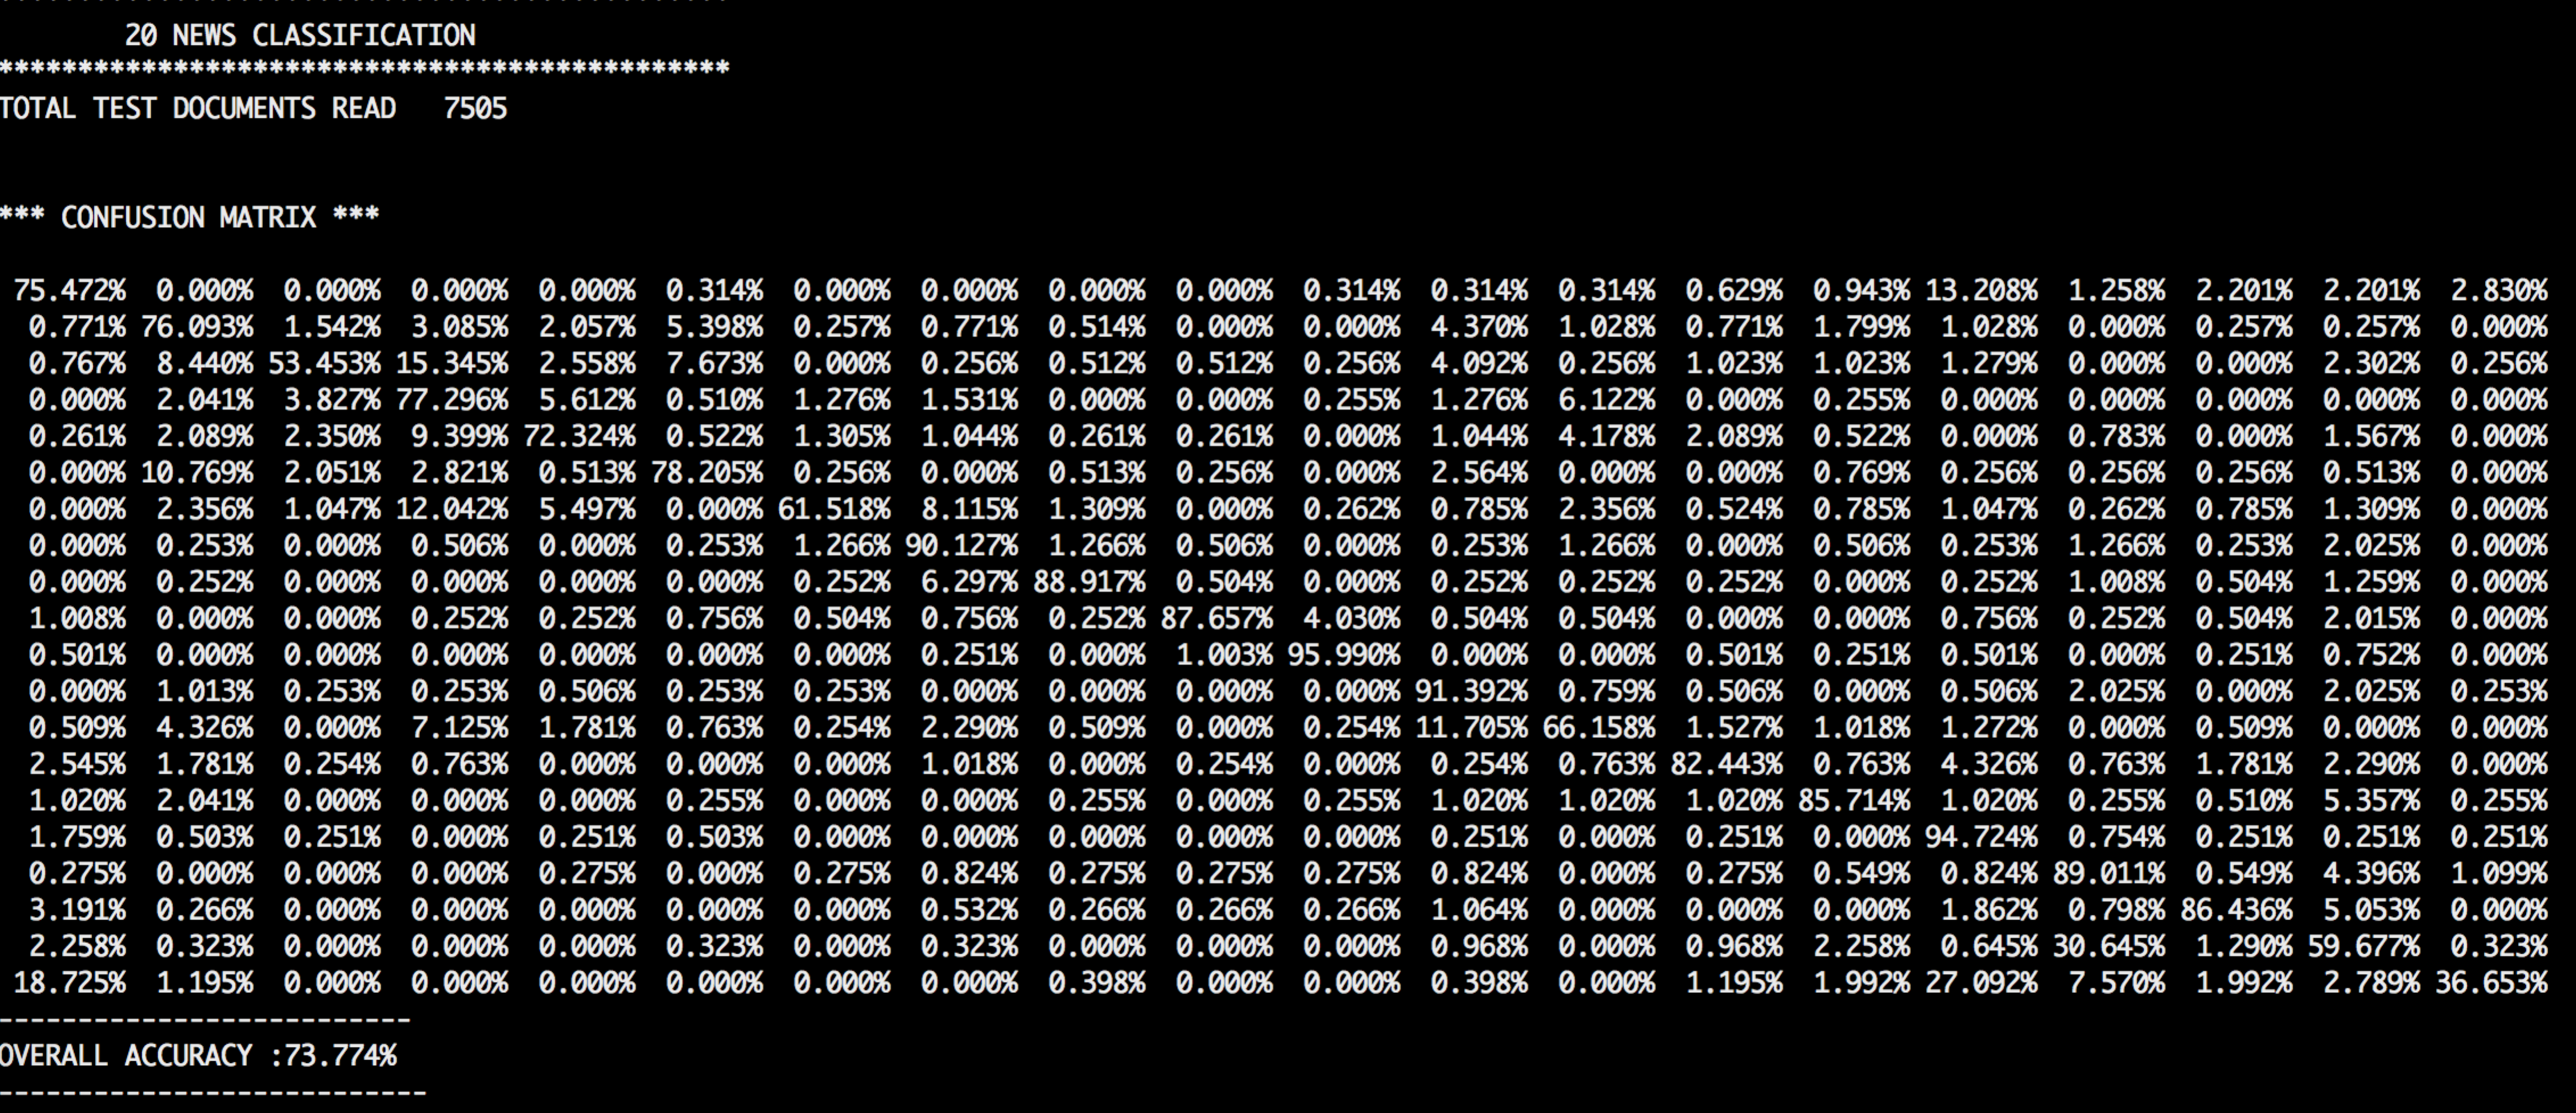 20 NEWS CLASSIFICATION
**********************************************
TOTAL TEST DOCUMENTS READ 7505
*** CONFUSION MATRIX ***
75.472% 0.000% 0.000% 0.000% 0.000% 0.314% 0.000% 0.000% 0.000% 0.000% 0.314% 0.314% 0.314% 0.629% 0.943% 13.208% 1.258% 2.201% 2.201% 2.830%
0.771% 76.093% 1.542% 3.085% 2.057% 5.398% 0.257% 0.771% 0.514% 0.000% 0.000% 4.370% 1.028% 0.771% 1.799% 1.028% 0.000% 0.257% 0.257% 0.000%
0.767% 8.440% 53.453% 15.345% 2.558% 7.673% 0.000% 0.256% 0.512% 0.512% 0.256% 4.092% 0.256% 1.023% 1.023% 1.279% 0.000% 0.000% 2.302% 0.256%
0.000% 2.041% 3.827% 77.296% 5.612% 0.510% 1.276% 1.531% 0.000% 0.000% 0.255% 1.276% 6.122% 0.000% 0.255% 0.000% 0.000% 0.000% 0.000% 0.000%
0.261% 2.089% 2.350% 9.399% 72.324% 0.522% 1.305% 1.044% 0.261% 0.261% 0.000% 1.044% 4.178% 2.089% 0.522% 0.000% 0.783% 0.000% 1.567% 0.000%
0.000% 10.769% 2.051% 2.821% 0.513% 78.205% 0.256% 0.000% 0.513% 0.256% 0.000% 2.564% 0.000% 0.000% 0.769% 0.256% 0.256% 0.256% 0.513% 0.000%
0.000% 2.356% 1.047% 12.042% 5.497% 0.000% 61.518% 8.115% 1.309% 0.000% 0.262% 0.785% 2.356% 0.524% 0.785% 1.047% 0.262% 0.785% 1.309% 0.000%
0.000% 0.253% 0.000% 0.506% 0.000% 0.253% 1.266% 90.127% 1.266% 0.506% 0.000% 0.253% 1.266% 0.000% 0.506% 0.253% 1.266% 0.253% 2.025% 0.000%
0.000% 0.252% 0.000% 0.000% 0.000% 0.000% 0.252% 6.297% 88.917% 0.504% 0.000% 0.252% 0.252% 0.252% 0.000% 0.252% 1.008% 0.504% 1.259% 0.000%
1.008% 0.000% 0.000% 0.252% 0.252% 0.756% 0.504% 0.756% 0.252% 87.657% 4.030% 0.504% 0.504% 0.000% 0.000% 0.756% 0.252% 0.504% 2.015% 0.000%
0.501% 0.000% 0.000% 0.000% 0.000% 0.000% 0.000% 0.251% 0.000% 1.003% 95.990% 0.000% 0.000% 0.501% 0.251% 0.501% 0.000% 0.251% 0.752% 0.000%
0.000% 1.013% 0.253% 0.253% 0.506% 0.253% 0.253% 0.000% 0.000% 0.000% 0.000% 91.392% 0.759% 0.506% 0.000% 0.506% 2.025% 0.000% 2.025% 0.253%
0.509% 4.326% 0.000% 7.125% 1.781% 0.763% 0.254% 2.290% 0.509% 0.000% 0.254% 11.705% 66.158% 1.527% 1.018% 1.272% 0.000% 0.509% 0.000% 0.000%
2.545% 1.781% 0.254% 0.763% 0.000% 0.000% 0.000% 1.018% 0.000% 0.254% 0.000% 0.254% 0.763% 82.443% 0.763% 4.326% 0.763% 1.781% 2.290% 0.000%
1.020% 2.041% 0.000% 0.000% 0.000% 0.255% 0.000% 0.000% 0.255% 0.000% 0.255% 1.020% 1.020% 1.020% 85.714% 1.020% 0.255% 0.510% 5.357% 0.255%
1.759% 0.503% 0.251% 0.000% 0.251% 0.503% 0.000% 0.000% 0.000% 0.000% 0.000% 0.251% 0.000% 0.251% 0.000% 94.724% 0.754% 0.251% 0.251% 0.251%
0.275% 0.000% 0.000% 0.000% 0.275% 0.000% 0.275% 0.824% 0.275% 0.275% 0.275% 0.824% 0.000% 0.275% 0.549% 0.824% 89.011% 0.549% 4.396% 1.099%
3.191% 0.266% 0.000% 0.000% 0.000% 0.000% 0.000% 0.532% 0.266% 0.266% 0.266% 1.064% 0.000% 0.000% 0.000% 1.862% 0.798% 86.436% 5.053% 0.000%
2.258% 0.323% 0.000% 0.000% 0.000% 0.323% 0.000% 0.323% 0.000% 0.000% 0.000% 0.968% 0.000% 0.968% 2.258% 0.645% 30.645% 1.290% 59.677% 0.323%
18.725% 1.195% 0.000% 0.000% 0.000% 0.000% 0.000% 0.000% 0.398% 0.000% 0.000% 0.398% 0.000% 1.195% 1.992% 27.092% 7.570% 1.992% 2.789% 36.653%
--------------------------
OVERALL ACCURACY :73.774%
---------------------------